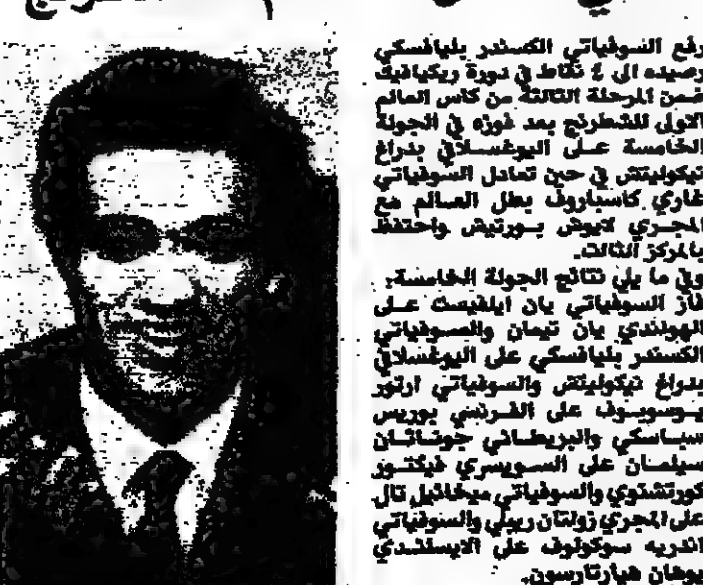 رفع السوفياتي الكسندر بليافسكي
رصيده الى ٤ نقاط في دورة ريكيافيك
ضمن المرحلة الثالثة من كاس العالم
الاولى للشطرنج بعد فوزه في الجولة
الخامسة على اليوغسلافي بدراغ
نيكوليتش في حين تعادل السوفياتي
غاري كاسباروف بطل العالم مع
المجري لايوش بورتيش واحتفظ
بالمركز الثالث.
وفي ما يلي نتائج الجولة الخامسة:
فاز السوفياتي يان ايلفيست على
الهولندي يان تيمان والسوفياتي
الكسندر بليافسكي على اليوغسلافي
بدراغ نيكوليتش والسوفياتي ارتور
يوسوبوف على الفرنسي بوريس
سباسكي والبريطاني جوناثان
سبلمان على السويسري فيكتور
كورتشنوي والسوفياتي ميخائيل تال
على المجري زولتان ريبلي والسوفياتي
اندريه سوكولوف على الايسلندي
يوهان هيارتارسون.